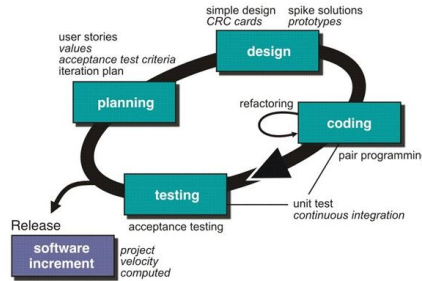 simple design
CRC cards
spike solutions
prototypes
user stories
values
acceptance test criteria
iteration plan
design
planning
refactoring
coding
pair programmin
testing
unit test
continuous integration
acceptance testing
Release
software
increment
project
velocity
computed